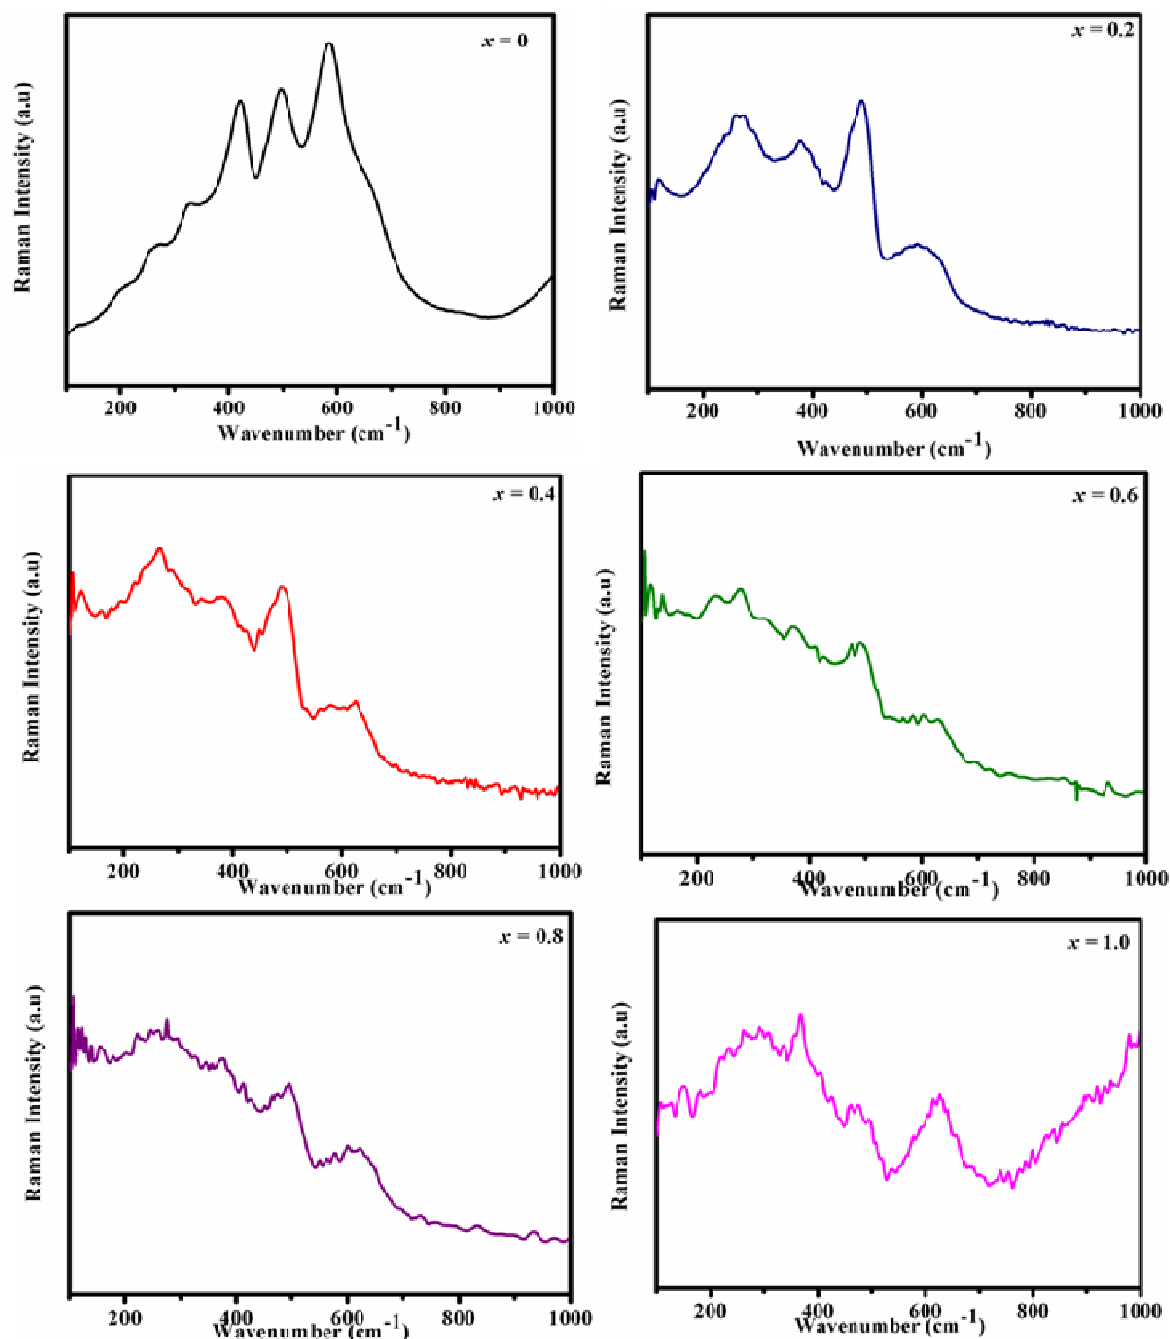 x = 0
Raman Intensity (a.u)
200 400 600 800 1000
Wavenumber (cm-1)
x = 0.2
Raman Intensity (a.u)
200 400 600 800 1000
Wavenumber (cm-1)
x = 0.4
Raman Intensity (a.u)
200 400 600 800 1000
Wavenumber (cm-1)
x = 0.6
Raman Intensity (a.u)
200 400 600 800 1000
Wavenumber (cm-1)
x = 0.8
Raman Intensity (a.u)
200 400 600 800 1000
Wavenumber (cm-1)
x = 1.0
Raman Intensity (a.u)
200 400 600 800 1000
Wavenumber (cm-1)